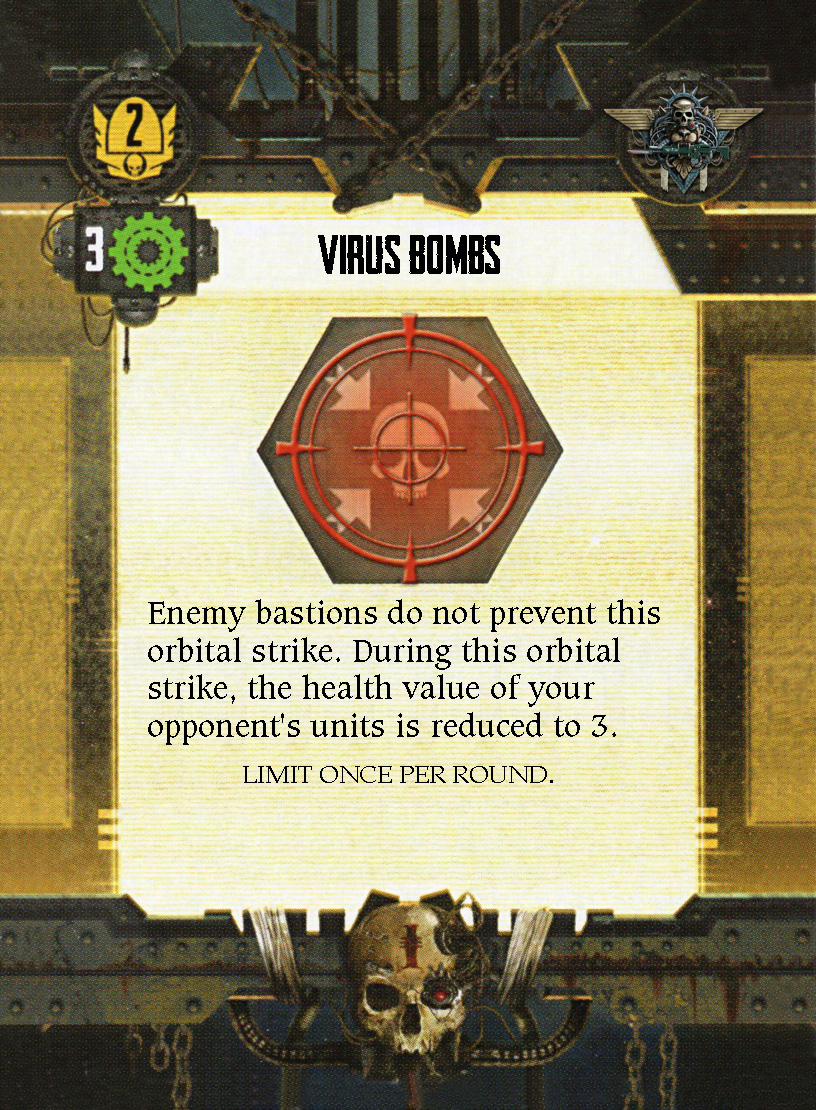 2
3
VIRUS BOMBS
Enemy bastions do not prevent this
orbital strike. During this orbital
strike, the health value of your
opponent's units is reduced to 3.
LIMIT ONCE PER ROUND.
I